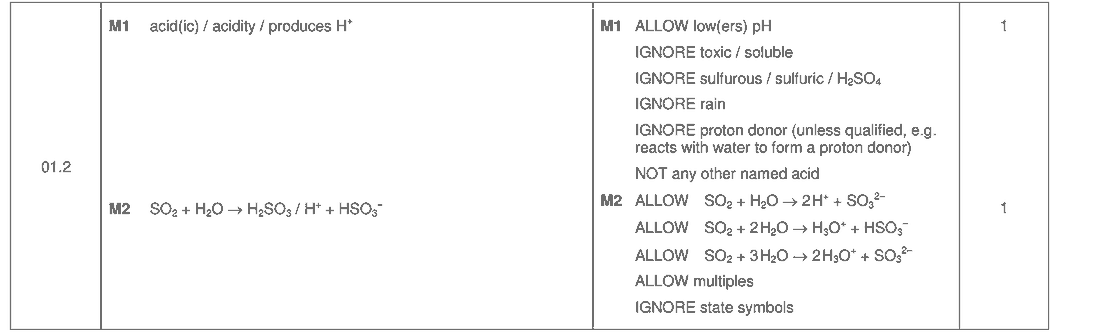 M1 acid(ic) / acidity / produces H⁺
M1 ALLOW low(ers) pH
1
IGNORE toxic / soluble
IGNORE sulfurous / sulfuric / H₂SO₄
IGNORE rain
IGNORE proton donor (unless qualified, e.g.
reacts with water to form a proton donor)
01.2
NOT any other named acid
M2 SO₂ + H₂O → H₂SO₃ / H⁺ + HSO₃⁻
M2 ALLOW SO₂ + H₂O → 2H⁺ + SO₃²⁻
1
ALLOW SO₂ + 2H₂O → H₃O⁺ + HSO₃⁻
ALLOW SO₂ + 3H₂O → 2H₃O⁺ + SO₃²⁻
ALLOW multiples
IGNORE state symbols